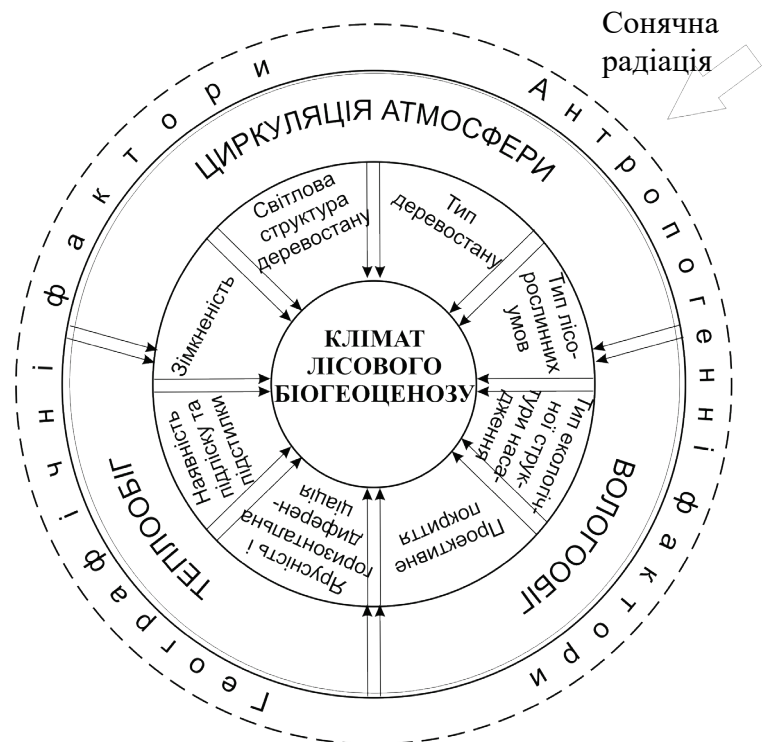 Сонячна
радіація
Географічні фактори
Антропогенні фактори
ЦИРКУЛЯЦІЯ АТМОСФЕРИ
ТЕПЛООБІГ
ВОЛОГООБІГ
Світлова
структура
деревостану
Тип
деревостану
Тип лісо-
рослинних
умов
Тип екологіч-
ної струк-
тури наса-
дження
Проективне
покриття
Ярусність і
горизонтальна
диферен-
ціація
Наявність
підліску та
підстилки
Зімкненість
КЛІМАТ
ЛІСОВОГО
БІОГЕОЦЕНОЗУ